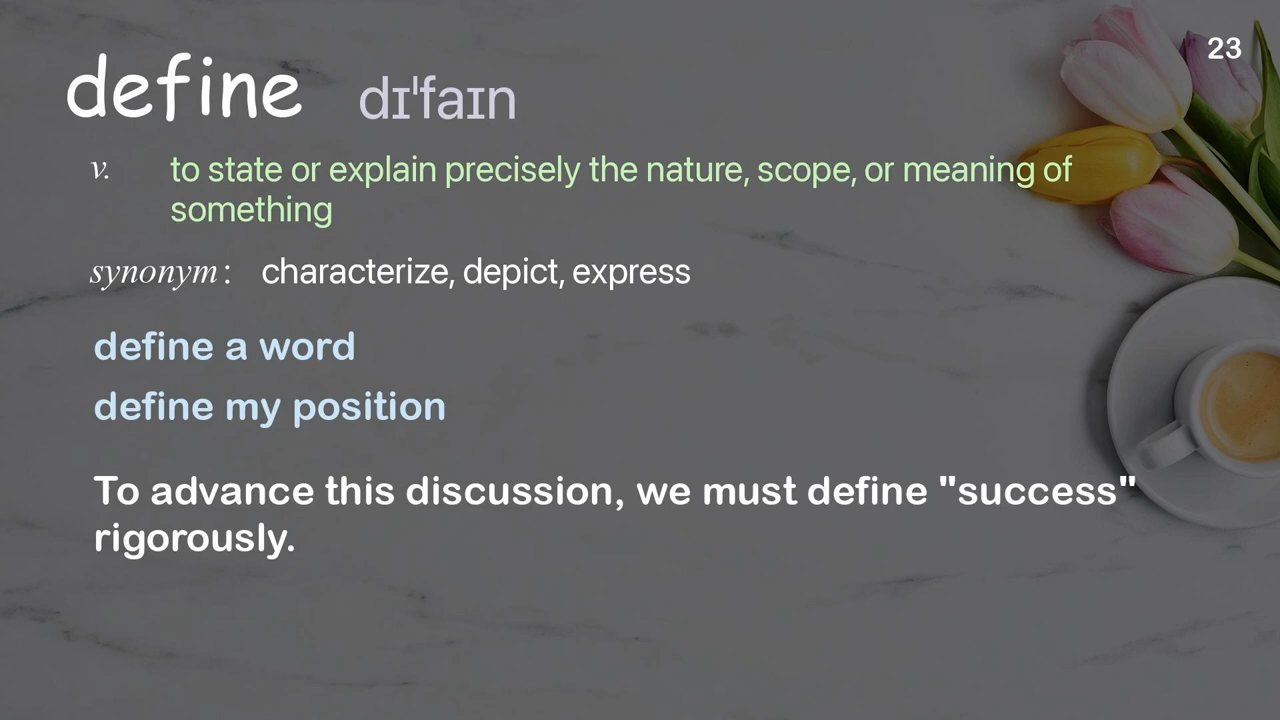 23
define dɪˈfaɪn
v. to state or explain precisely the nature, scope, or meaning of
something
synonym: characterize, depict, express
define a word
define my position
To advance this discussion, we must define "success"
rigorously.